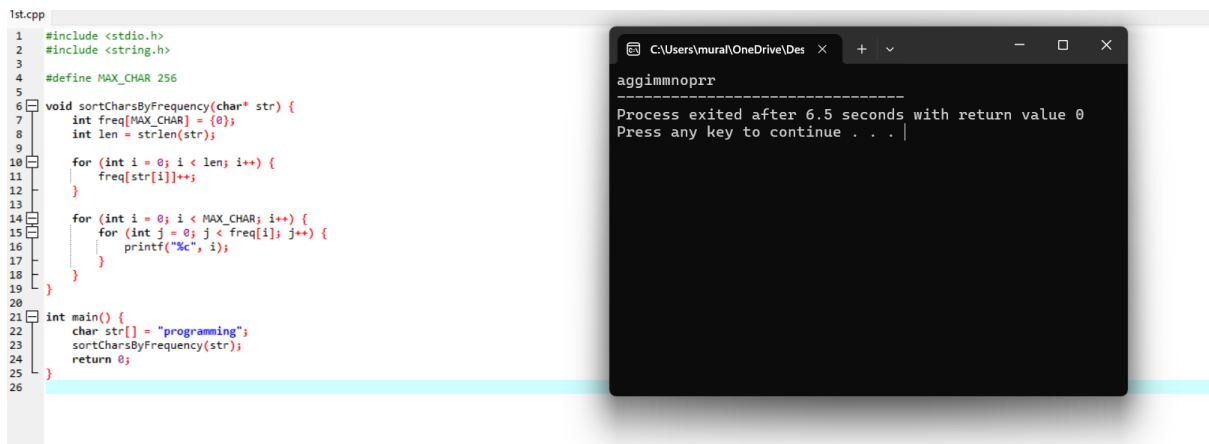 1st.cpp
1 #include <stdio.h>
2 #include <string.h>
3
4 #define MAX_CHAR 256
5
6 void sortCharsByFrequency(char* str) {
7 int freq[MAX_CHAR] = {0};
8 int len = strlen(str);
9
10 for (int i = 0; i < len; i++) {
11 freq[str[i]]++;
12 }
13
14 for (int i = 0; i < MAX_CHAR; i++) {
15 for (int j = 0; j < freq[i]; j++) {
16 printf("%c", i);
17 }
18 }
19 }
20
21 int main() {
22 char str[] = "programming";
23 sortCharsByFrequency(str);
24 return 0;
25 }
26
C:\Users\mural\OneDrive\Des
aggimmnoprr
--------------------------------
Process exited after 6.5 seconds with return value 0
Press any key to continue . . .